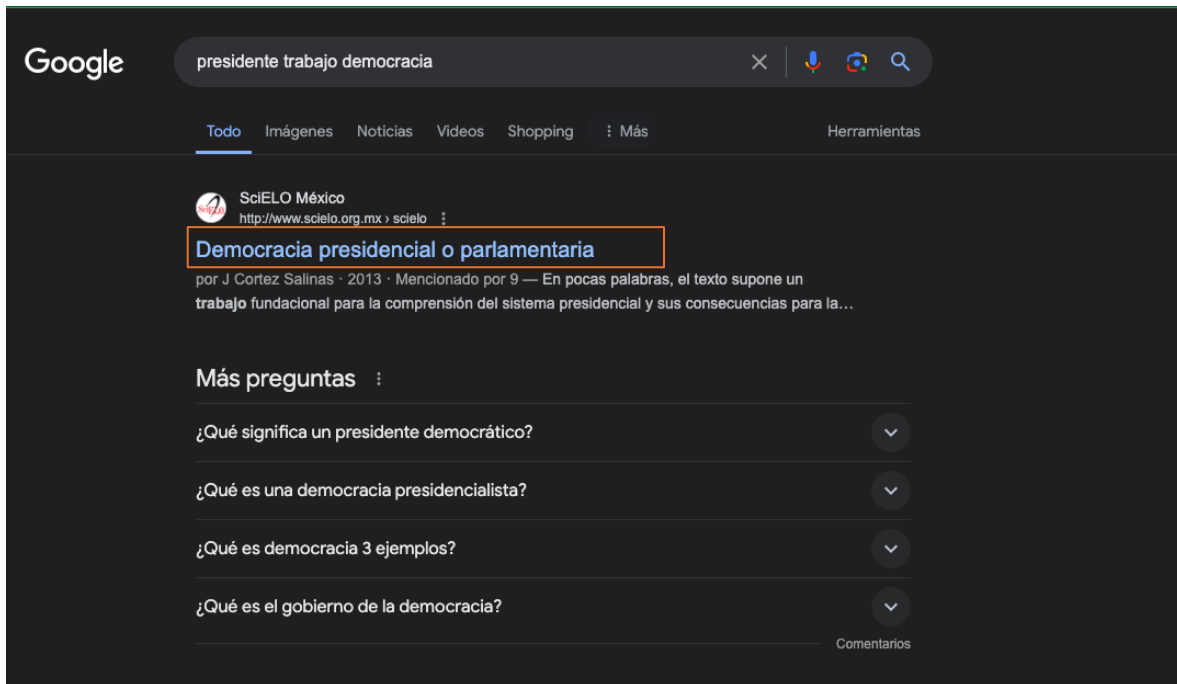 Google
presidente trabajo democracia
Todo Imágenes Noticias Videos Shopping Más Herramientas
SciELO México
http://www.scielo.org.mx › scielo
Democracia presidencial o parlamentaria
por J Cortez Salinas · 2013 · Mencionado por 9 — En pocas palabras, el texto supone un
trabajo fundacional para la comprensión del sistema presidencial y sus consecuencias para la...
Más preguntas
¿Qué significa un presidente democrático?
¿Qué es una democracia presidencialista?
¿Qué es democracia 3 ejemplos?
¿Qué es el gobierno de la democracia?
Comentarios